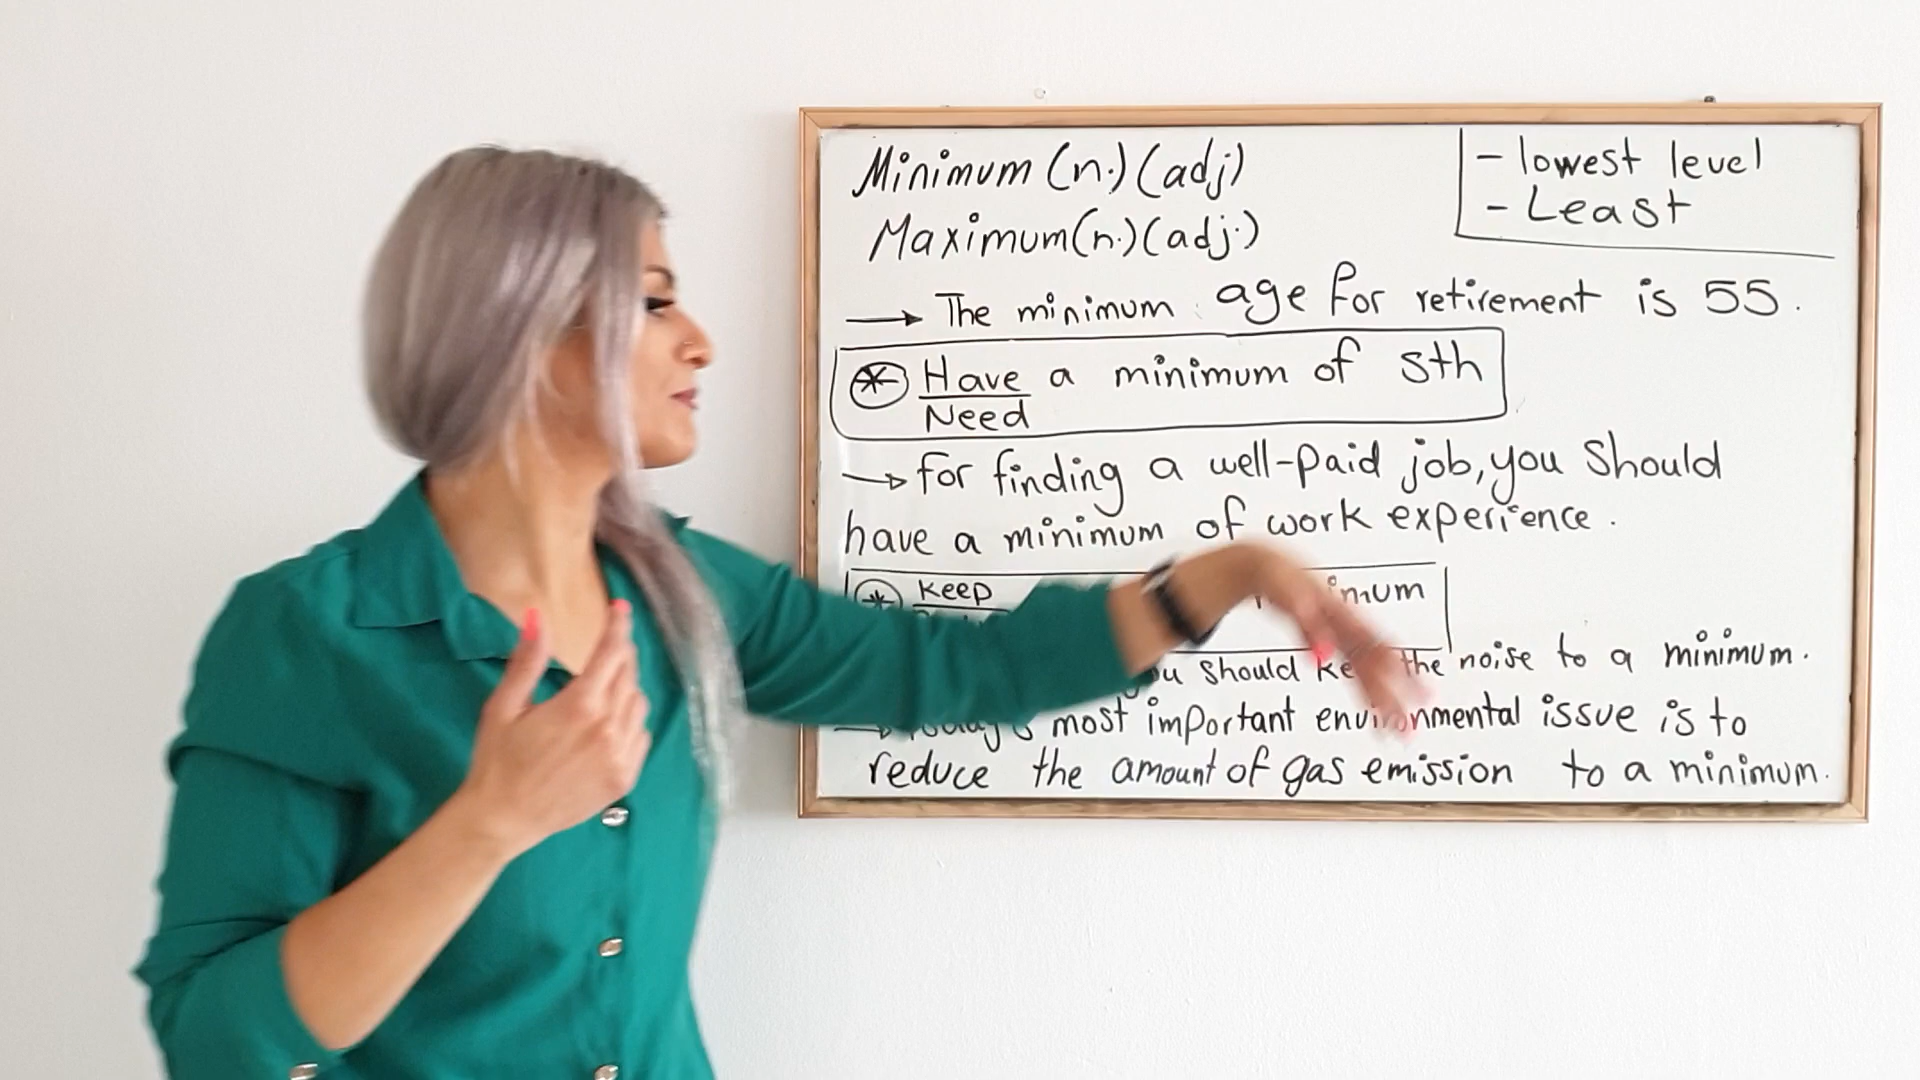 Minimum (n.) (adj)
- lowest level
- Least
Maximum (n.) (adj.)
→ The minimum age for retirement is 55.
* Have a minimum of sth
Need
→ for finding a well-paid job, you should
have a minimum of work experience.
* keep
should the noise to a minimum.
most important environmental issue is to
reduce the amount of gas emission to a minimum.